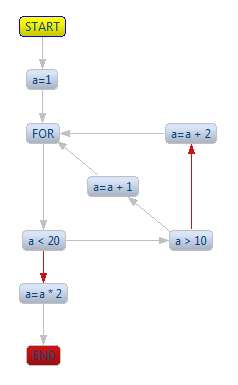 START
a=1
FOR
a=a + 2
a=a + 1
a < 20
a > 10
a=a * 2
END